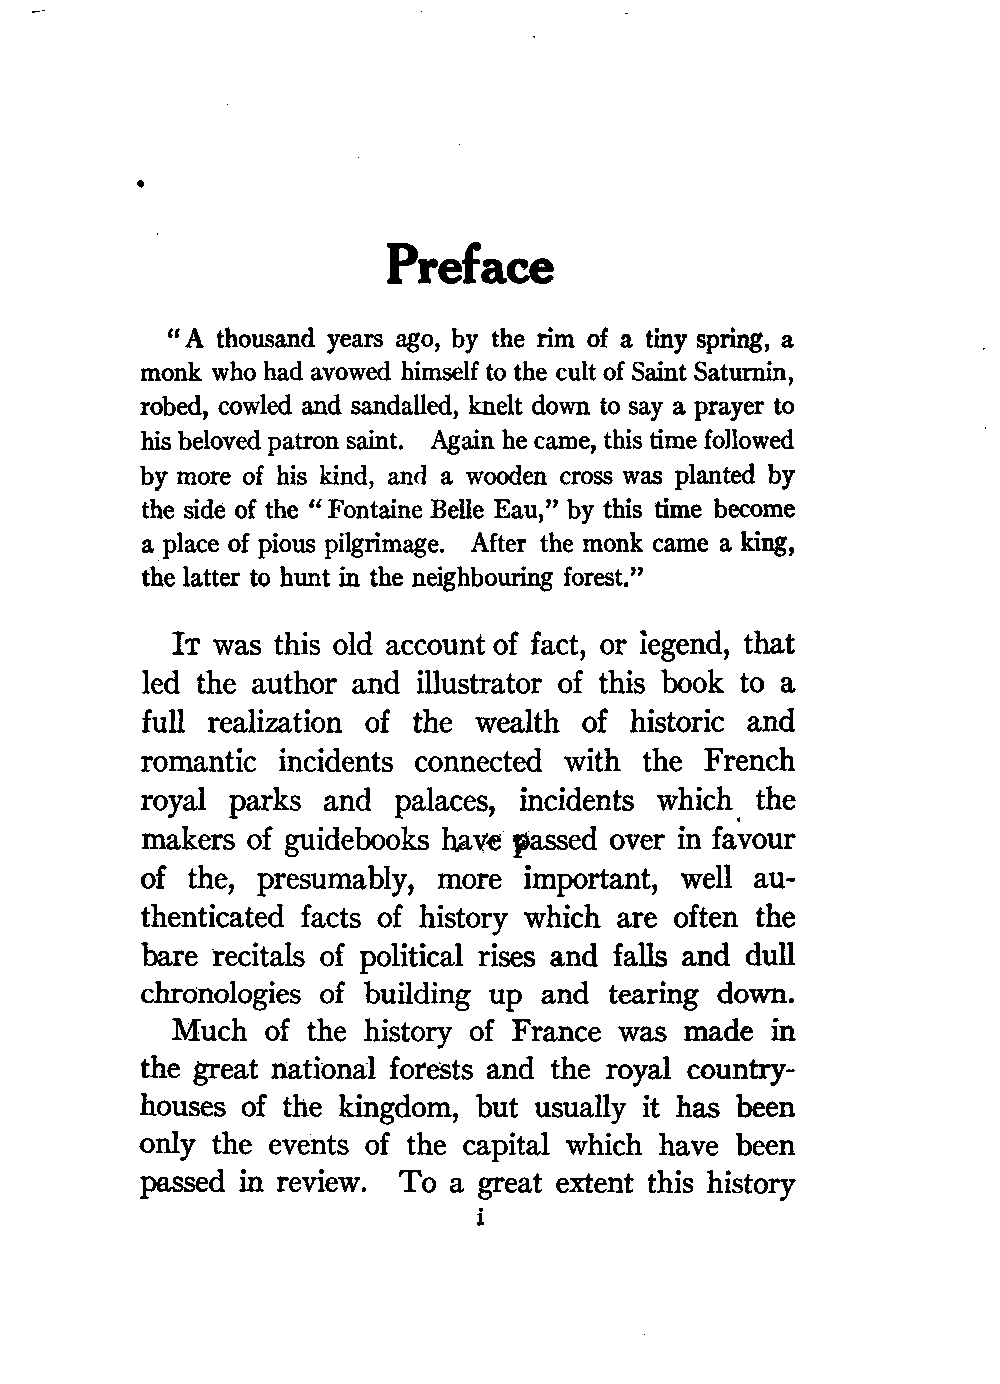 Preface
“A thousand years ago, by the rim of a tiny spring, a
monk who had avowed himself to the cult of Saint Saturnin,
robed, cowled and sandalled, knelt down to say a prayer to
his beloved patron saint. Again he came, this time followed
by more of his kind, and a wooden cross was planted by
the side of the “Fontaine Belle Eau,” by this time become
a place of pious pilgrimage. After the monk came a king,
the latter to hunt in the neighbouring forest.”
It was this old account of fact, or legend, that
led the author and illustrator of this book to a
full realization of the wealth of historic and
romantic incidents connected with the French
royal parks and palaces, incidents which the
makers of guidebooks have passed over in favour
of the, presumably, more important, well au-
thenticated facts of history which are often the
bare recitals of political rises and falls and dull
chronologies of building up and tearing down.
Much of the history of France was made in
the great national forests and the royal country-
houses of the kingdom, but usually it has been
only the events of the capital which have been
passed in review. To a great extent this history
i